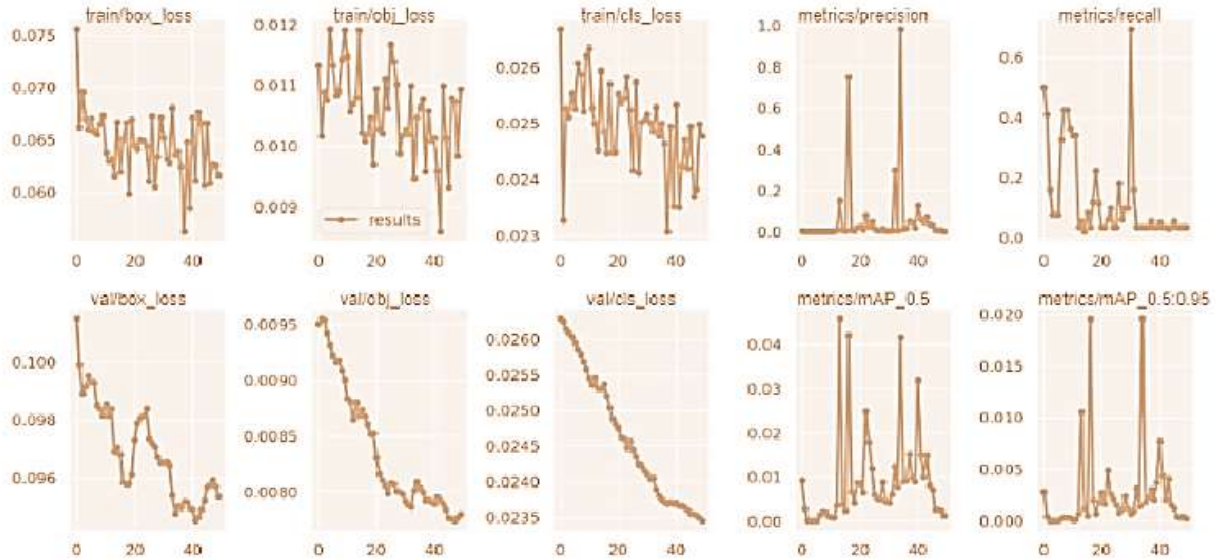 train/box_loss
0.075
0.070
0.065
0.060
0 20 40
train/obj_loss
0.012
0.011
0.010
0.009
results
0 20 40
train/cls_loss
0.026
0.025
0.024
0.023
0 20 40
metrics/precision
1.0
0.8
0.6
0.4
0.2
0.0
0 20 40
metrics/recall
0.6
0.4
0.2
0.0
0 20 40
val/box_loss
0.100
0.098
0.096
0 20 40
val/obj_loss
0.0095
0.0090
0.0085
0.0080
0 20 40
val/cls_loss
0.0260
0.0255
0.0250
0.0245
0.0240
0.0235
0 20 40
metrics/mAP_0.5
0.04
0.03
0.02
0.01
0.00
0 20 40
metrics/mAP_0.5:0.95
0.020
0.015
0.010
0.005
0.000
0 20 40